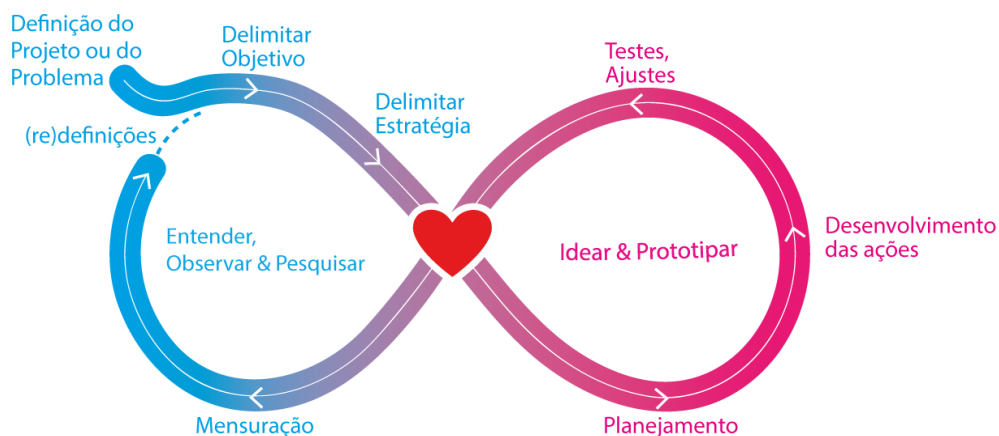 Definição do
Projeto ou do
Problema
Delimitar
Objetivo
Delimitar
Estratégia
(re)definições
Entender,
Observar & Pesquisar
Mensuração
Testes,
Ajustes
Idear & Prototipar
Desenvolvimento
das ações
Planejamento